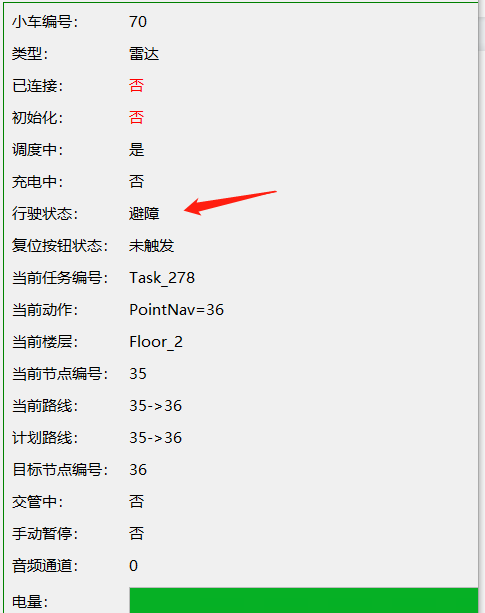 小车编号: 70
类型: 雷达
已连接: 否
初始化: 否
调度中: 是
充电中: 否
行驶状态: 避障
复位按钮状态: 未触发
当前任务编号: Task_278
当前动作: PointNav=36
当前楼层: Floor_2
当前节点编号: 35
当前路线: 35->36
计划路线: 35->36
目标节点编号: 36
交管中: 否
手动暂停: 否
音频通道: 0
电量: